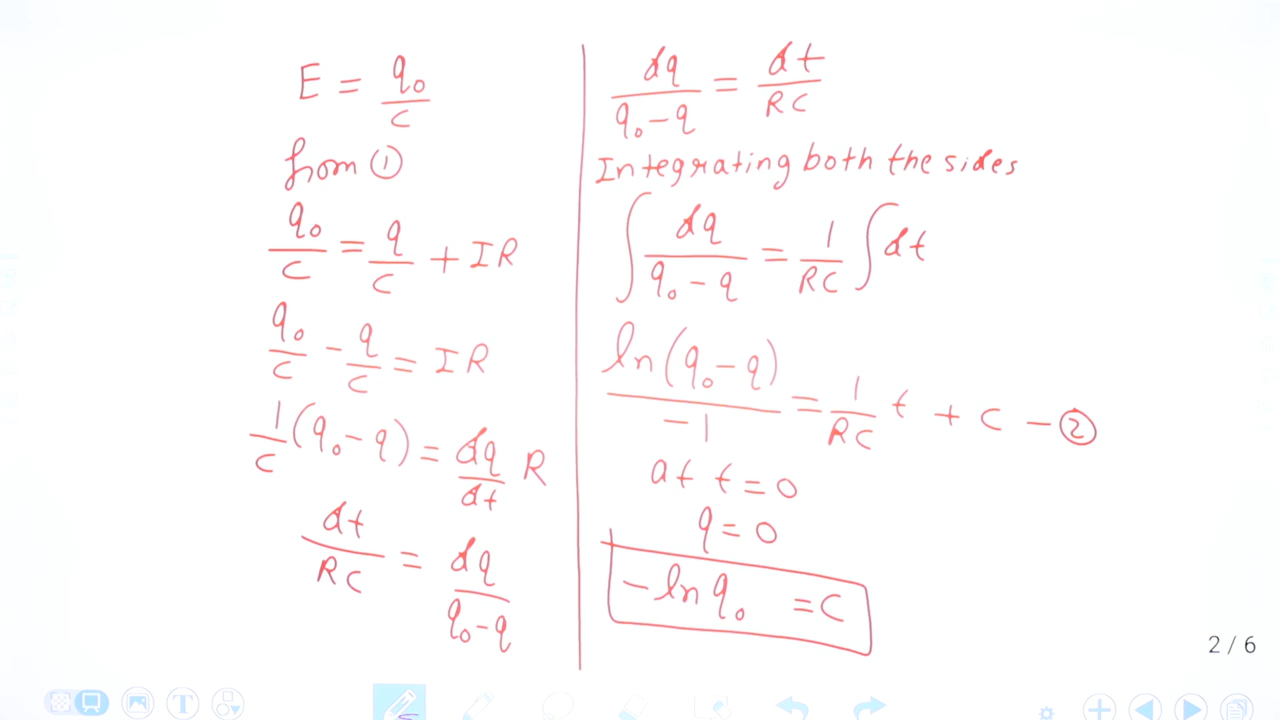 E = q₀/C
from ①
q₀/C = q/C + IR
q₀/C - q/C = IR
1/C (q₀ - q) = dq/dt R
dt/RC = dq/(q₀ - q)
dq/(q₀ - q) = dt/RC
Integrating both the sides
∫ dq/(q₀ - q) = 1/RC ∫ dt
ln(q₀ - q)/-1 = 1/RC t + C - ②
at t = 0
q = 0
- ln q₀ = C
2 / 6
T